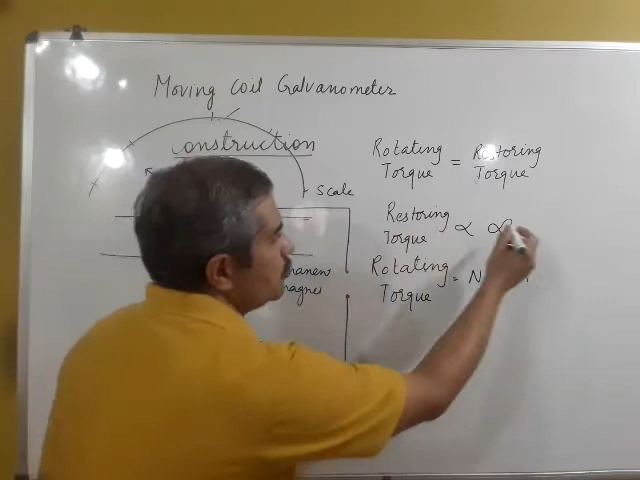 Moving Coil Galvanometer
Construction
Scale
Rotating Torque = Restoring Torque
Restoring Torque ∝ ∝
Rotating Torque = N